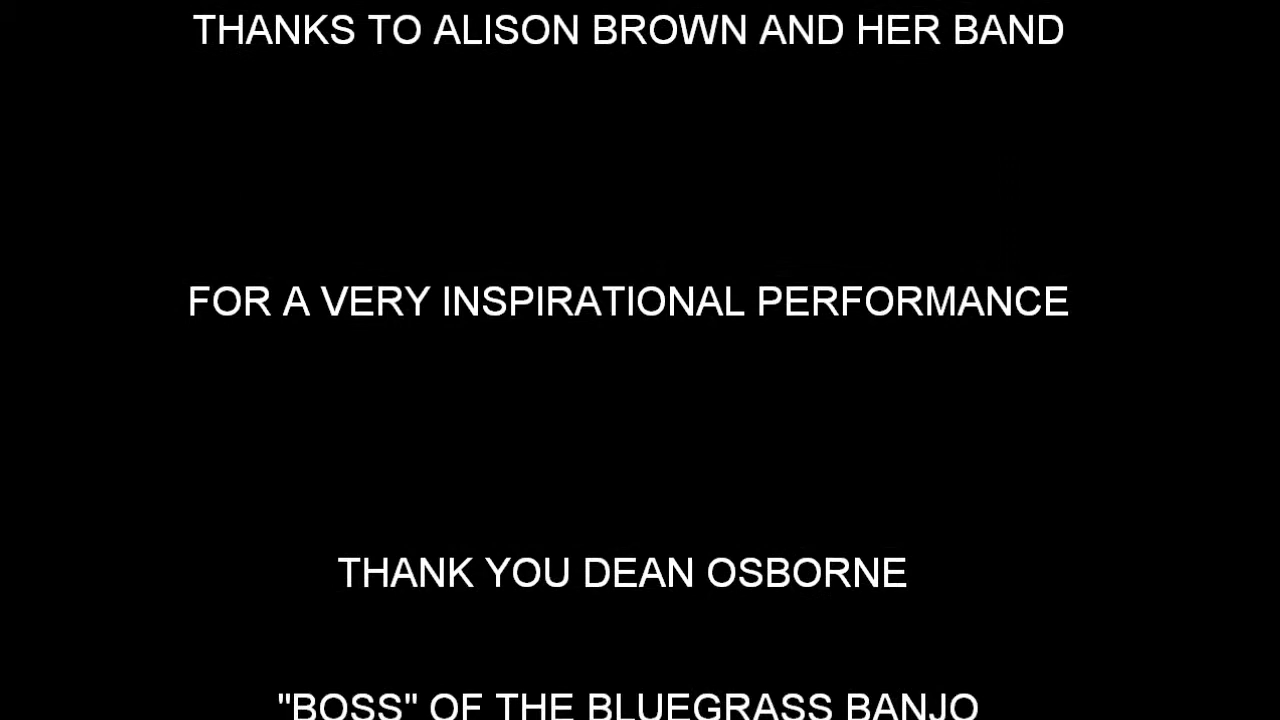 THANKS TO ALISON BROWN AND HER BAND
FOR A VERY INSPIRATIONAL PERFORMANCE
THANK YOU DEAN OSBORNE
"BOSS" OF THE BLUEGRASS BANJO